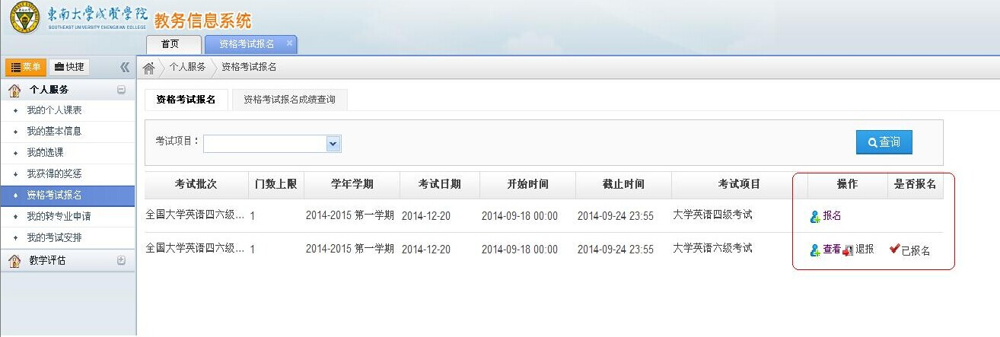 东南大学成贤学院 教务信息系统
SOUTHEAST UNIVERSITY CHENGXIAN COLLEGE
首页 资格考试报名
菜单 快捷
个人服务 资格考试报名
个人服务
我的个人课表
我的基本信息
我的选课
我获得的奖惩
资格考试报名
我的转专业申请
我的考试安排
教学评估
资格考试报名 资格考试报名成绩查询
考试项目： 查询
考试批次 门数上限 学年学期 考试日期 开始时间 截止时间 考试项目 操作 是否报名
全国大学英语四六级... 1 2014-2015 第一学期 2014-12-20 2014-09-18 00:00 2014-09-24 23:55 大学英语四级考试 报名
全国大学英语四六级... 1 2014-2015 第一学期 2014-12-20 2014-09-18 00:00 2014-09-24 23:55 大学英语六级考试 查看 退报 已报名